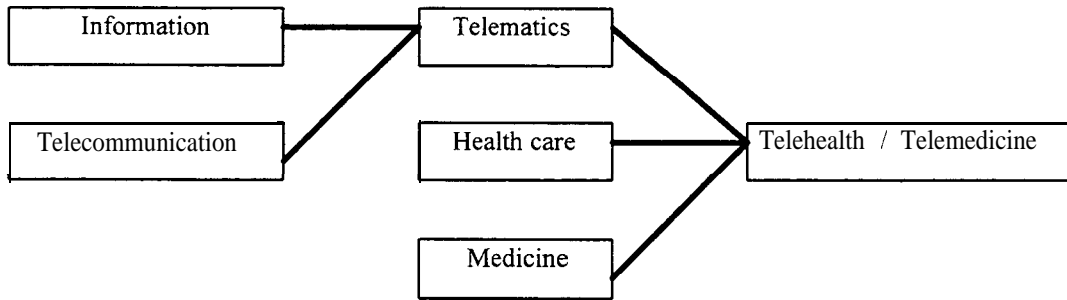 Information
Telematics
Telecommunication
Health care
Telehealth / Telemedicine
Medicine